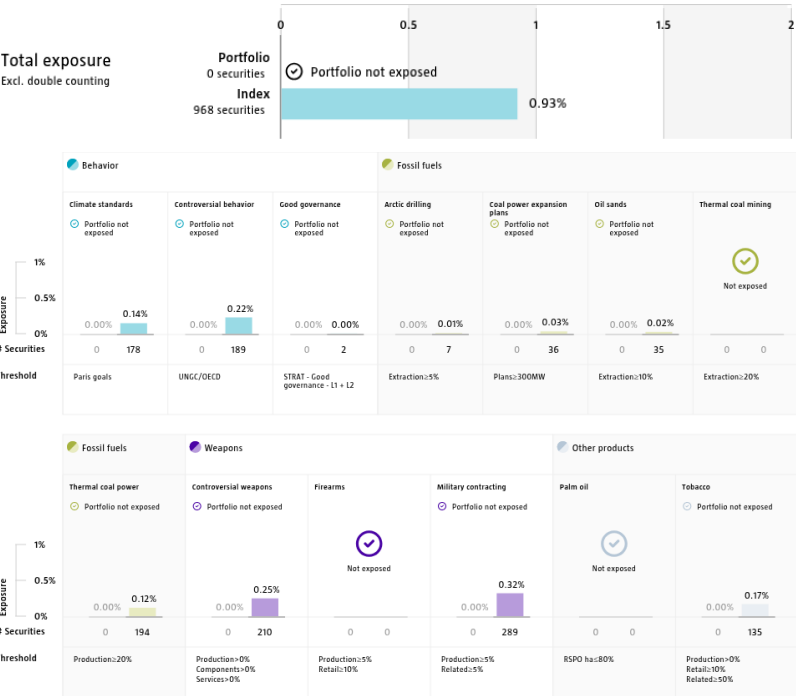 0 0.5 1 1.5 2
Total exposure
Excl. double counting
Portfolio
0 securities
Portfolio not exposed
Index
968 securities
0.93%
Behavior
Fossil fuels
Climate standards
Portfolio not
exposed
Controversial behavior
Portfolio not
exposed
Good governance
Portfolio not
exposed
Arctic drilling
Portfolio not
exposed
Coal power expansion
plans
Portfolio not
exposed
Oil sands
Portfolio not
exposed
Thermal coal mining
Not exposed
Exposure
1%
0.5%
0%
0.00% 0.14% 0.00% 0.22% 0.00% 0.00% 0.00% 0.01% 0.00% 0.03% 0.00% 0.02%
# Securities 0 178 0 189 0 2 0 7 0 36 0 35 0 0
hreshold
Paris goals
UNGC/OECD
STRAT - Good
governance - L1 + L2
Extraction≥5%
Plans≥300MW
Extraction≥10%
Extraction≥20%
Fossil fuels
Weapons
Other products
Thermal coal power
Portfolio not exposed
Controversial weapons
Portfolio not exposed
Firearms
Not exposed
Military contracting
Portfolio not exposed
Palm oil
Not exposed
Tobacco
Portfolio not exposed
Exposure
1%
0.5%
0%
0.00% 0.12% 0.00% 0.25% 0.00% 0.32% 0.00% 0.17%
# Securities 0 194 0 210 0 0 0 289 0 0 0 135
hreshold
Production≥20%
Production>0%
Components>0%
Services>0%
Production≥5%
Retail≥10%
Production≥5%
Related≥5%
RSPO ha≤80%
Production>0%
Retail≥10%
Related≥50%